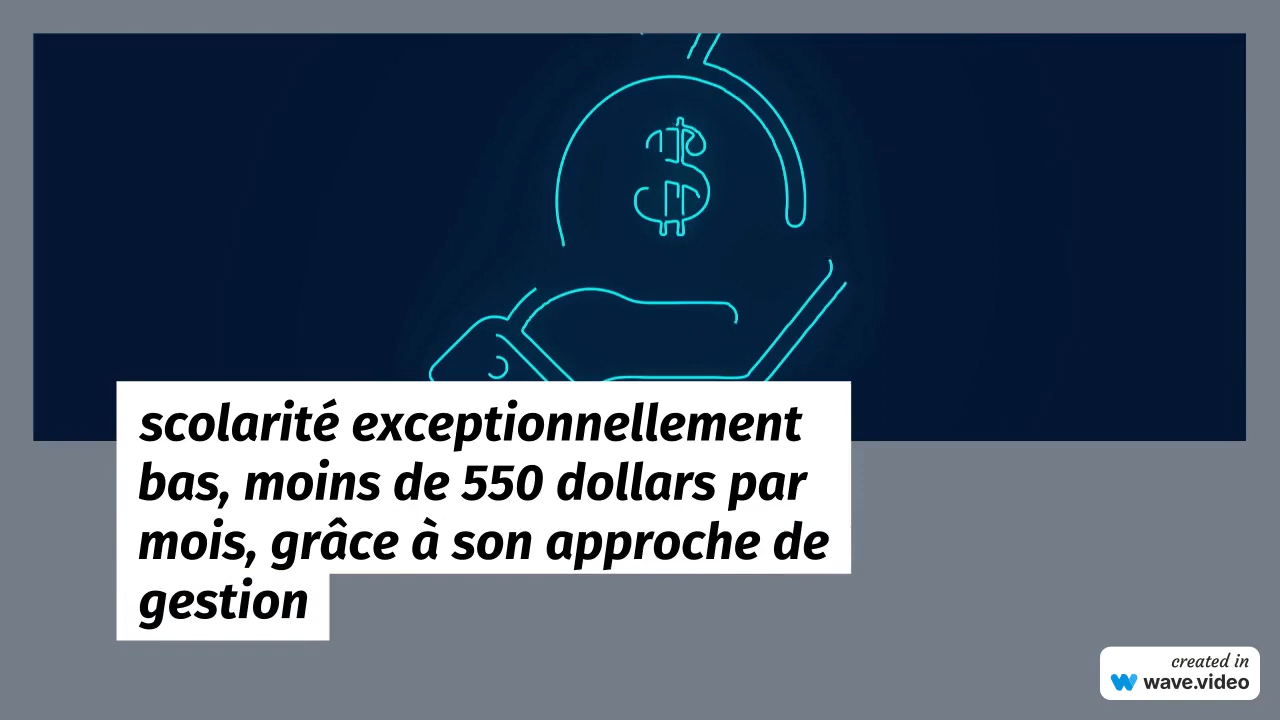 $
scolarité exceptionnellement
bas, moins de 550 dollars par
mois, grâce à son approche de
gestion
created in
wave.video